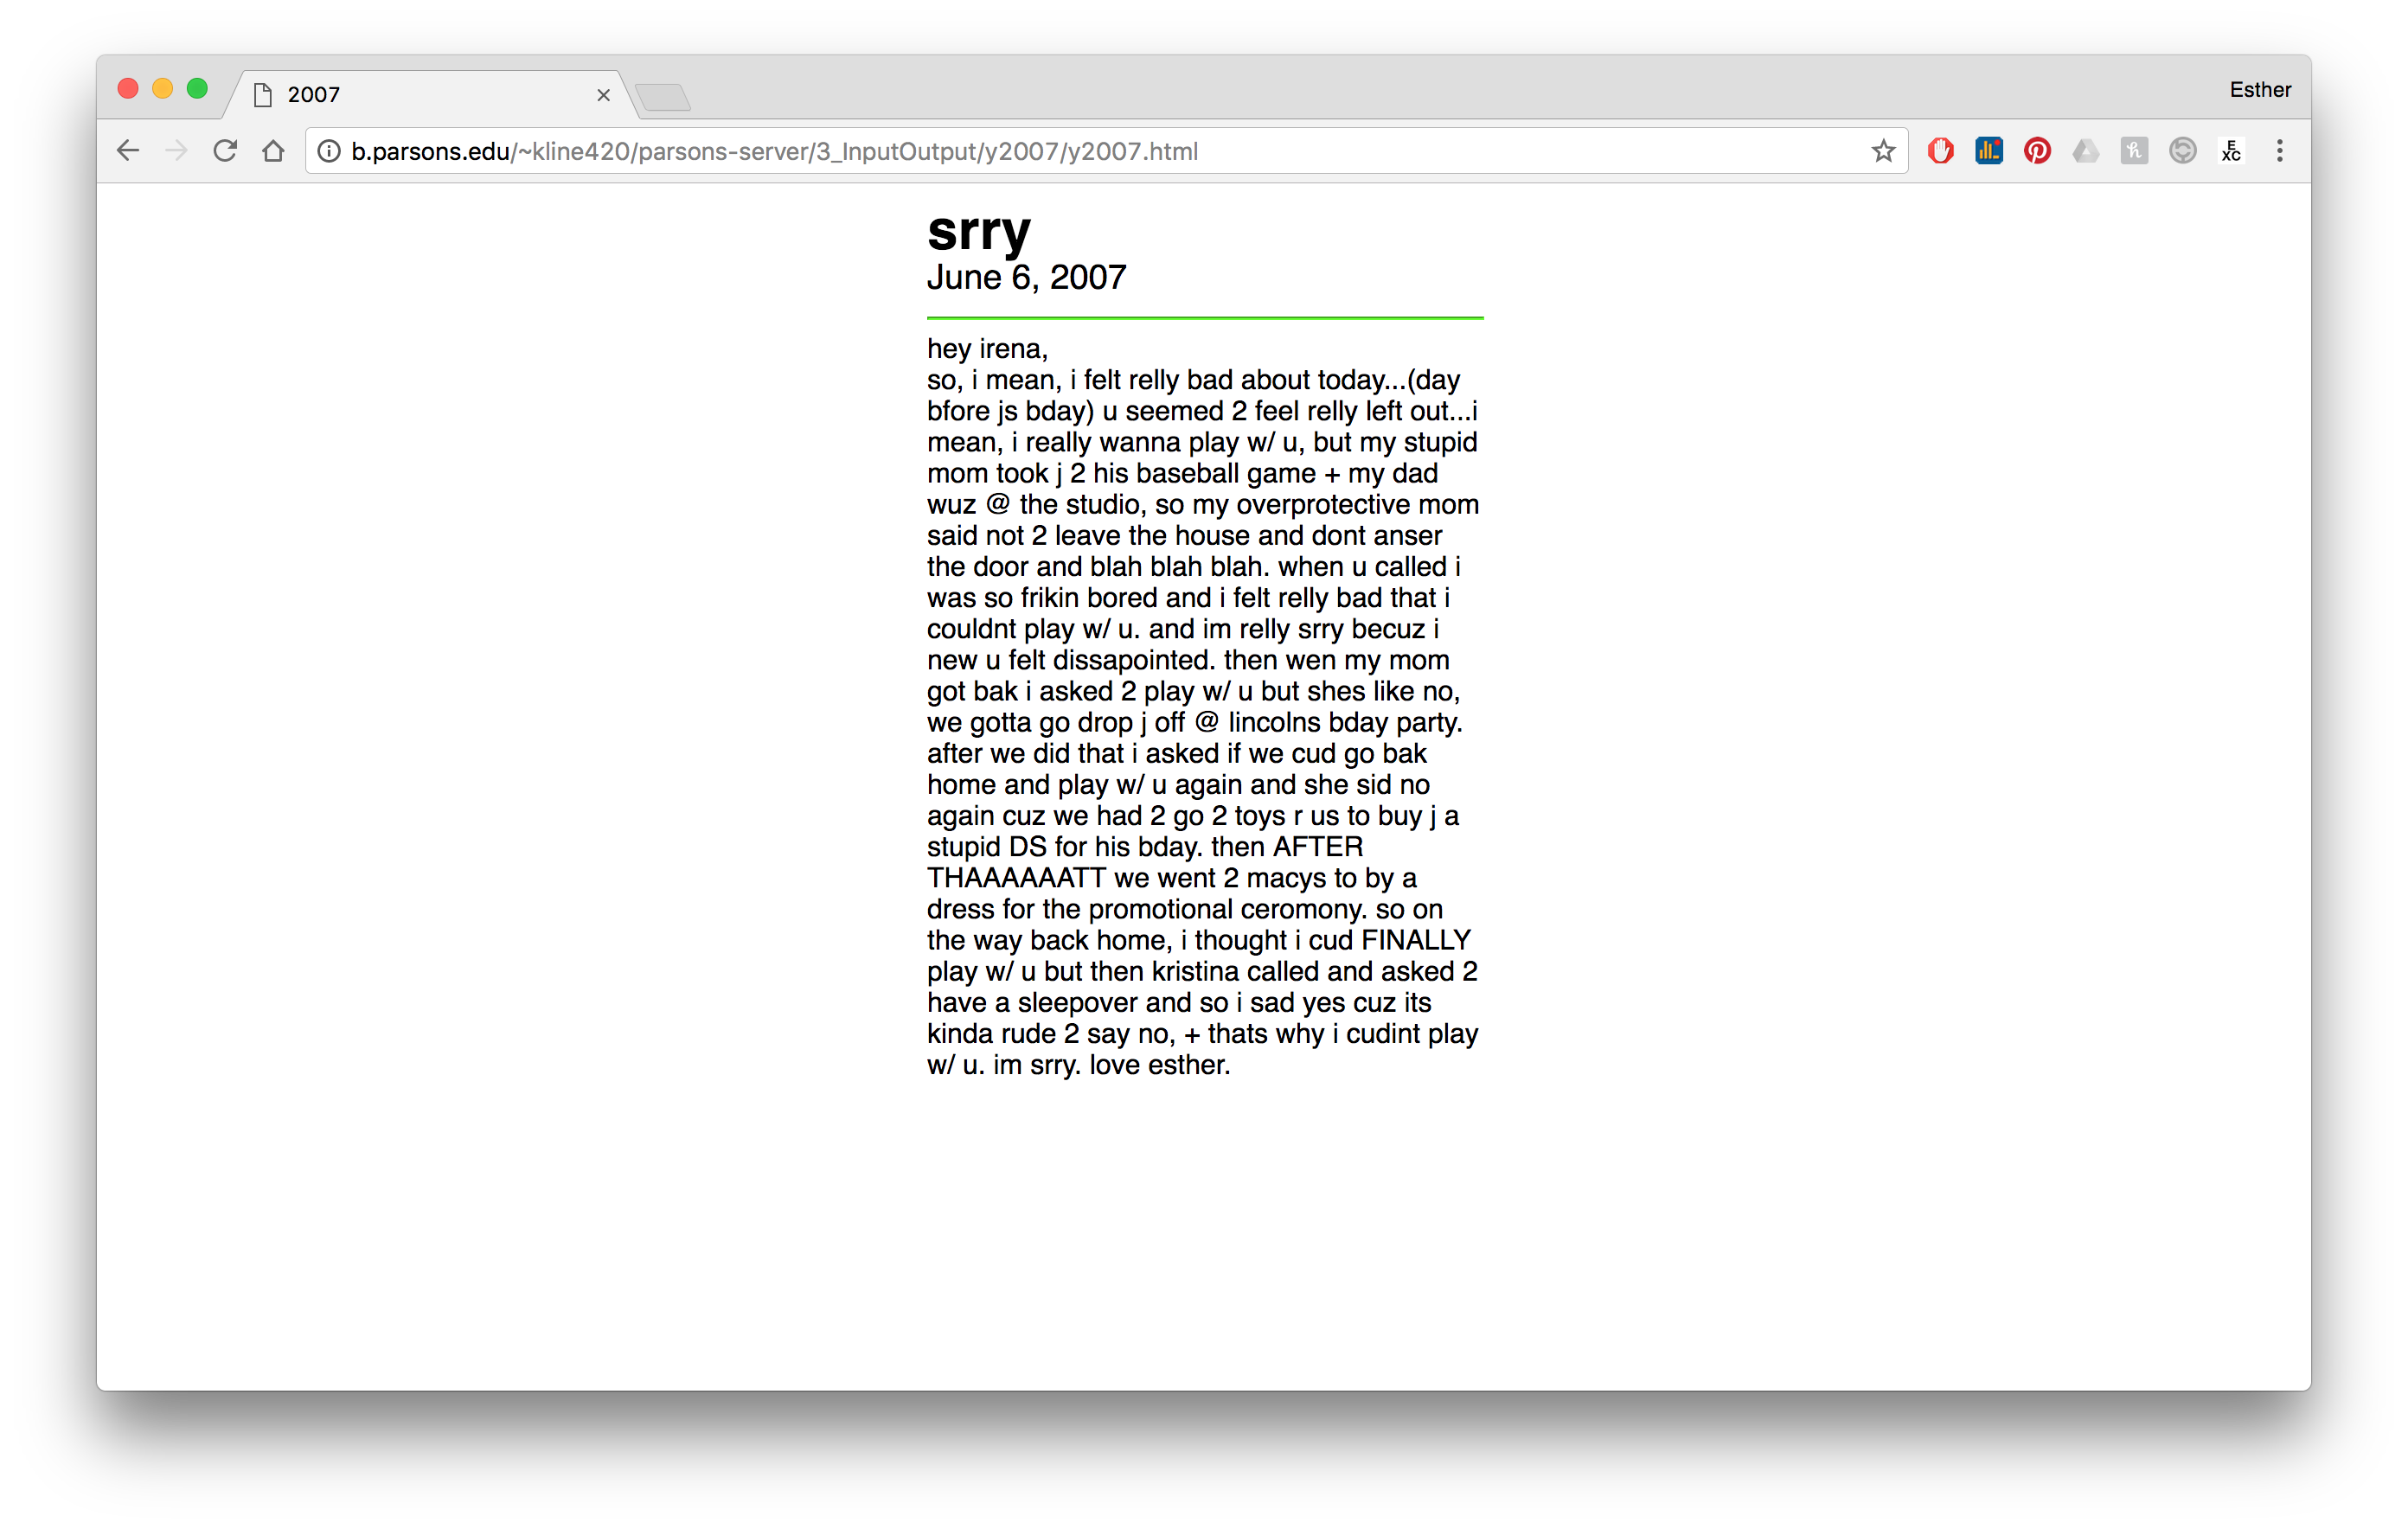 2007
Esther
b.parsons.edu/~kline420/parsons-server/3_InputOutput/y2007/y2007.html
E
XC
srry
June 6, 2007
hey irena,
so, i mean, i felt relly bad about today...(day
bfore js bday) u seemed 2 feel relly left out...i
mean, i really wanna play w/ u, but my stupid
mom took j 2 his baseball game + my dad
wuz @ the studio, so my overprotective mom
said not 2 leave the house and dont anser
the door and blah blah blah. when u called i
was so frikin bored and i felt relly bad that i
couldnt play w/ u. and im relly srry becuz i
new u felt dissapointed. then wen my mom
got bak i asked 2 play w/ u but shes like no,
we gotta go drop j off @ lincolns bday party.
after we did that i asked if we cud go bak
home and play w/ u again and she sid no
again cuz we had 2 go 2 toys r us to buy j a
stupid DS for his bday. then AFTER
THAAAAAATT we went 2 macys to by a
dress for the promotional ceromony. so on
the way back home, i thought i cud FINALLY
play w/ u but then kristina called and asked 2
have a sleepover and so i sad yes cuz its
kinda rude 2 say no, + thats why i cudint play
w/ u. im srry. love esther.